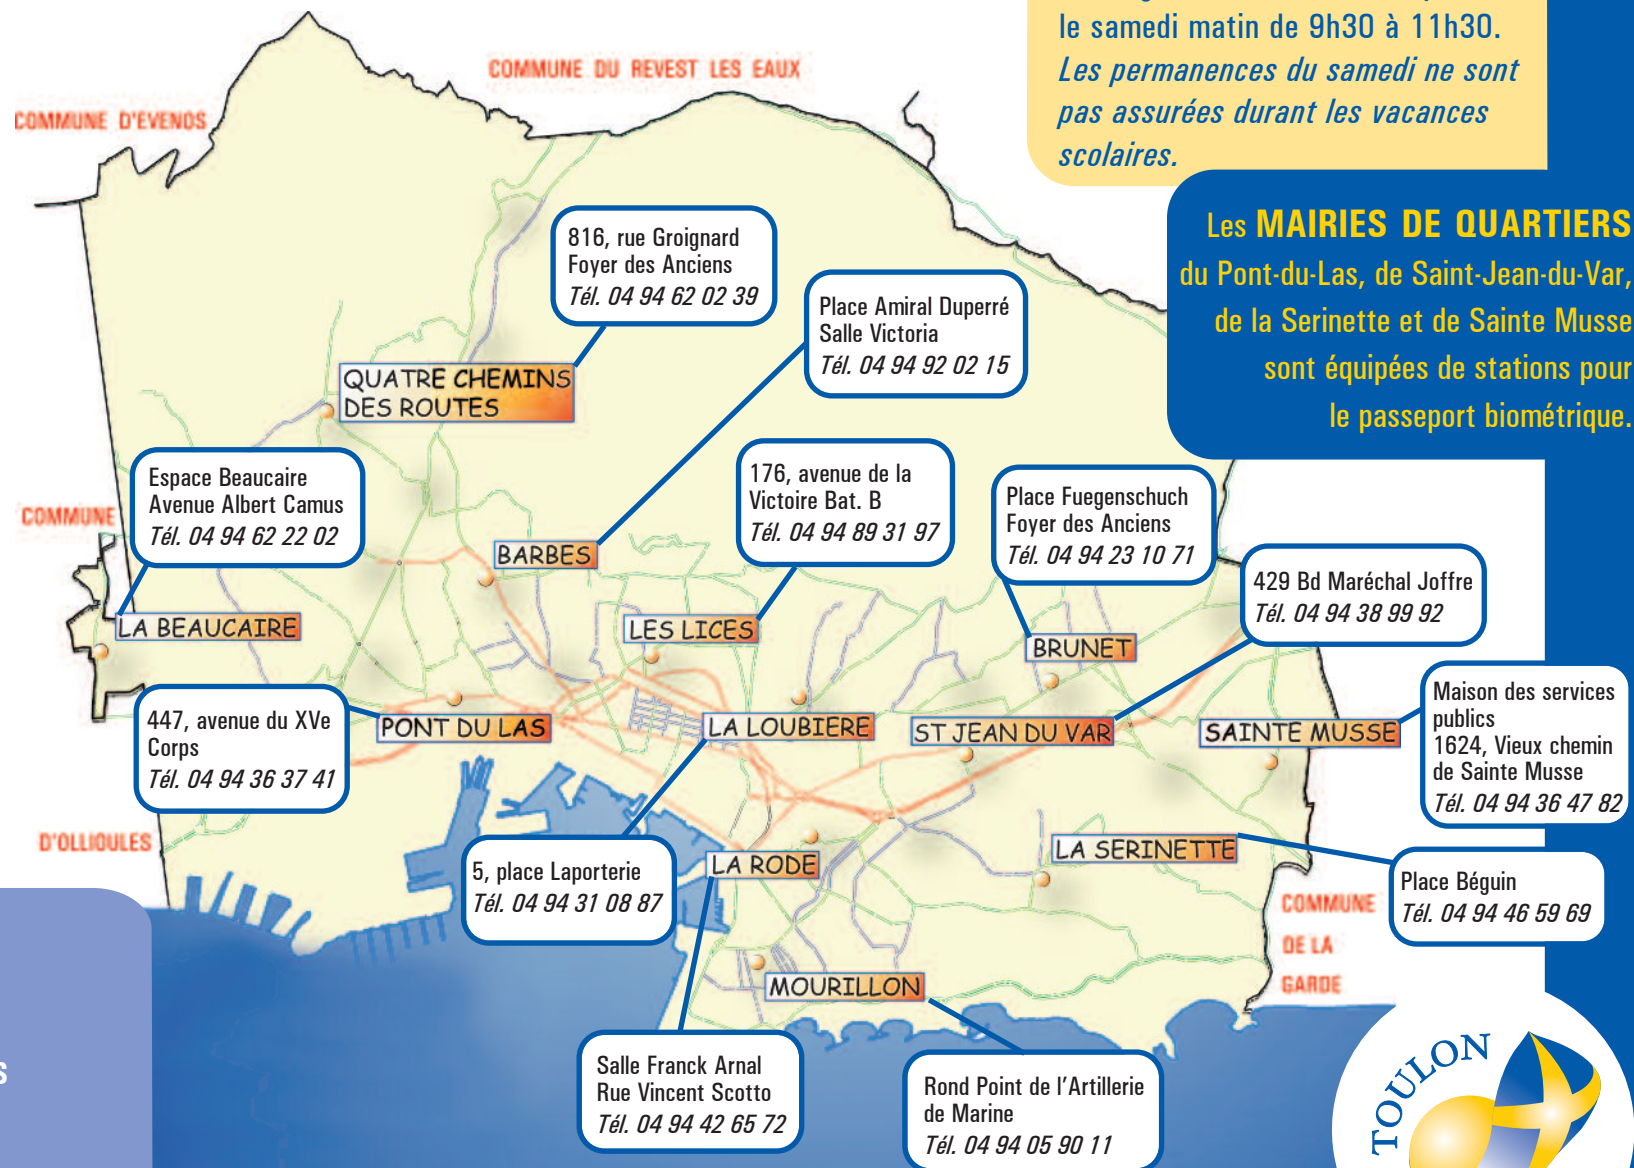 le samedi matin de 9h30 à 11h30.
Les permanences du samedi ne sont
pas assurées durant les vacances
scolaires.
Les MAIRIES DE QUARTIERS
du Pont-du-Las, de Saint-Jean-du-Var,
de la Serinette et de Sainte Musse
sont équipées de stations pour
le passeport biométrique.
COMMUNE DU REVEST LES EAUX
COMMUNE D'EVENOS
816, rue Groignard
Foyer des Anciens
Tél. 04 94 62 02 39
Place Amiral Duperré
Salle Victoria
Tél. 04 94 92 02 15
QUATRE CHEMINS
DES ROUTES
Espace Beaucaire
Avenue Albert Camus
Tél. 04 94 62 22 02
176, avenue de la
Victoire Bat. B
Tél. 04 94 89 31 97
Place Fuegenschuch
Foyer des Anciens
Tél. 04 94 23 10 71
COMMUNE
BARBES
429 Bd Maréchal Joffre
Tél. 04 94 38 99 92
LA BEAUCAIRE
LES LICES
BRUNET
447, avenue du XVe
Corps
Tél. 04 94 36 37 41
PONT DU LAS
LA LOUBIERE
ST JEAN DU VAR
SAINTE MUSSE
Maison des services
publics
1624, Vieux chemin
de Sainte Musse
Tél. 04 94 36 47 82
D'OLLIOULES
5, place Laporterie
Tél. 04 94 31 08 87
LA RODE
LA SERINETTE
Place Béguin
Tél. 04 94 46 59 69
COMMUNE
DE LA
GARDE
MOURILLON
Salle Franck Arnal
Rue Vincent Scotto
Tél. 04 94 42 65 72
Rond Point de l'Artillerie
de Marine
Tél. 04 94 05 90 11
TOULON
s